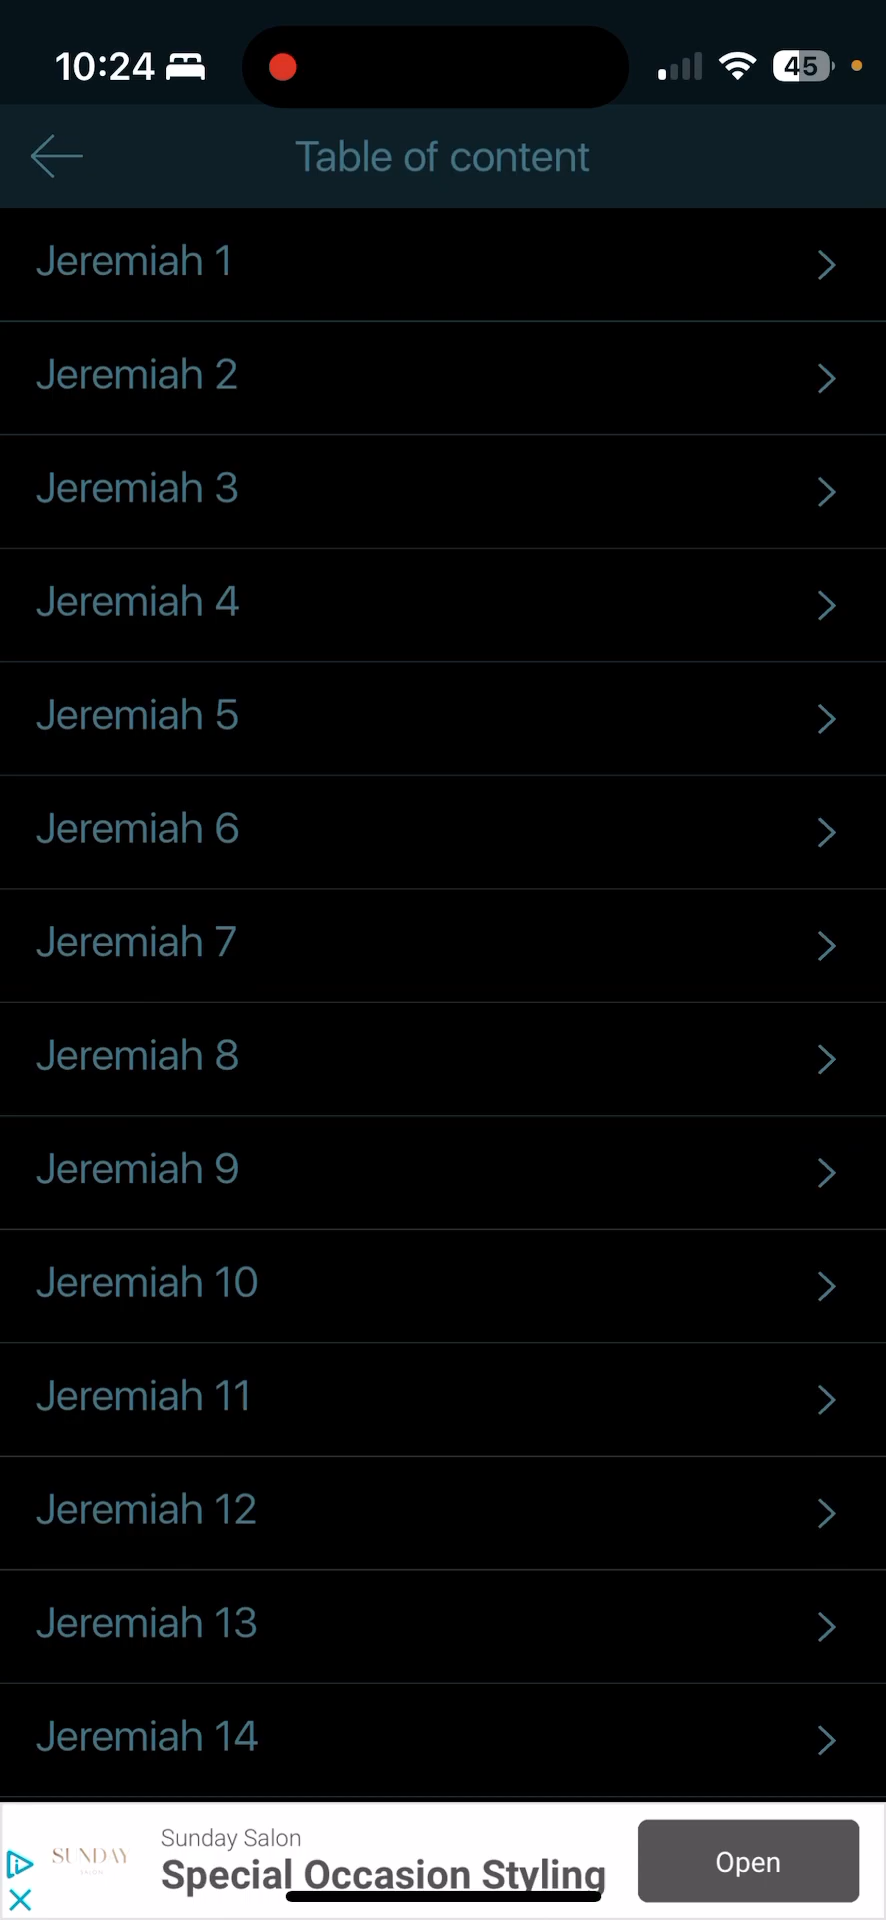 10:24
45
Table of content
Jeremiah 1
Jeremiah 2
Jeremiah 3
Jeremiah 4
Jeremiah 5
Jeremiah 6
Jeremiah 7
Jeremiah 8
Jeremiah 9
Jeremiah 10
Jeremiah 11
Jeremiah 12
Jeremiah 13
Jeremiah 14
SUNDAY
SALON
Sunday Salon
Special Occasion Styling
Open